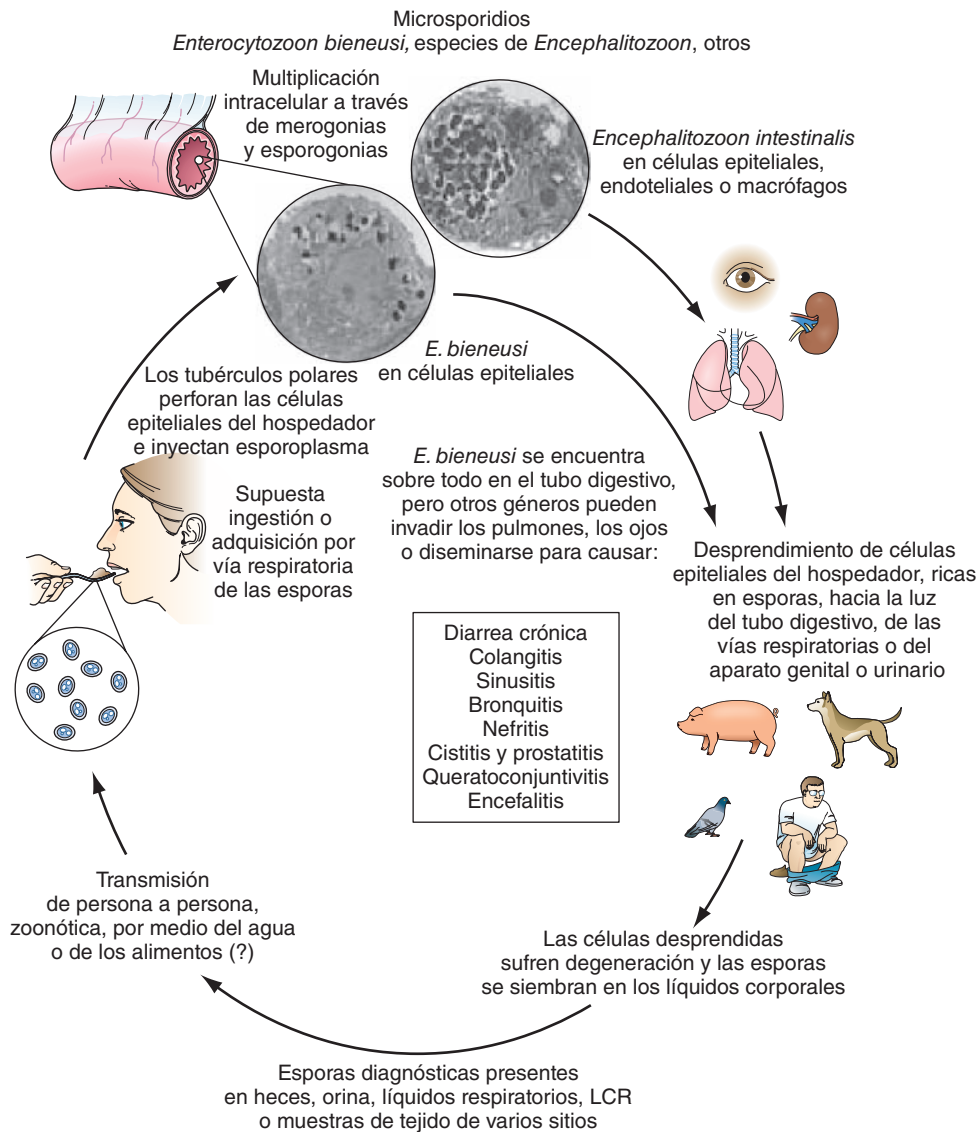 Microsporidios
Enterocytozoon bieneusi, especies de Encephalitozoon, otros
Multiplicación
intracelular a través
de merogonias
y esporogonias
Encephalitozoon intestinalis
en células epiteliales,
endoteliales o macrófagos
E. bieneusi
en células epiteliales
Los tubérculos polares
perforan las células
epiteliales del hospedador
e inyectan esporoplasma
Supuesta
ingestión o
adquisición por
vía respiratoria
de las esporas
E. bieneusi se encuentra
sobre todo en el tubo digestivo,
pero otros géneros pueden
invadir los pulmones, los ojos
o diseminarse para causar:
Diarrea crónica
Colangitis
Sinusitis
Bronquitis
Nefritis
Cistitis y prostatitis
Queratoconjuntivitis
Encefalitis
Desprendimiento de células
epiteliales del hospedador, ricas
en esporas, hacia la luz
del tubo digestivo, de las
vías respiratorias o del
aparato genital o urinario
Las células desprendidas
sufren degeneración y las esporas
se siembran en los líquidos corporales
Esporas diagnósticas presentes
en heces, orina, líquidos respiratorios, LCR
o muestras de tejido de varios sitios
Transmisión
de persona a persona,
zoonótica, por medio del agua
o de los alimentos (?)